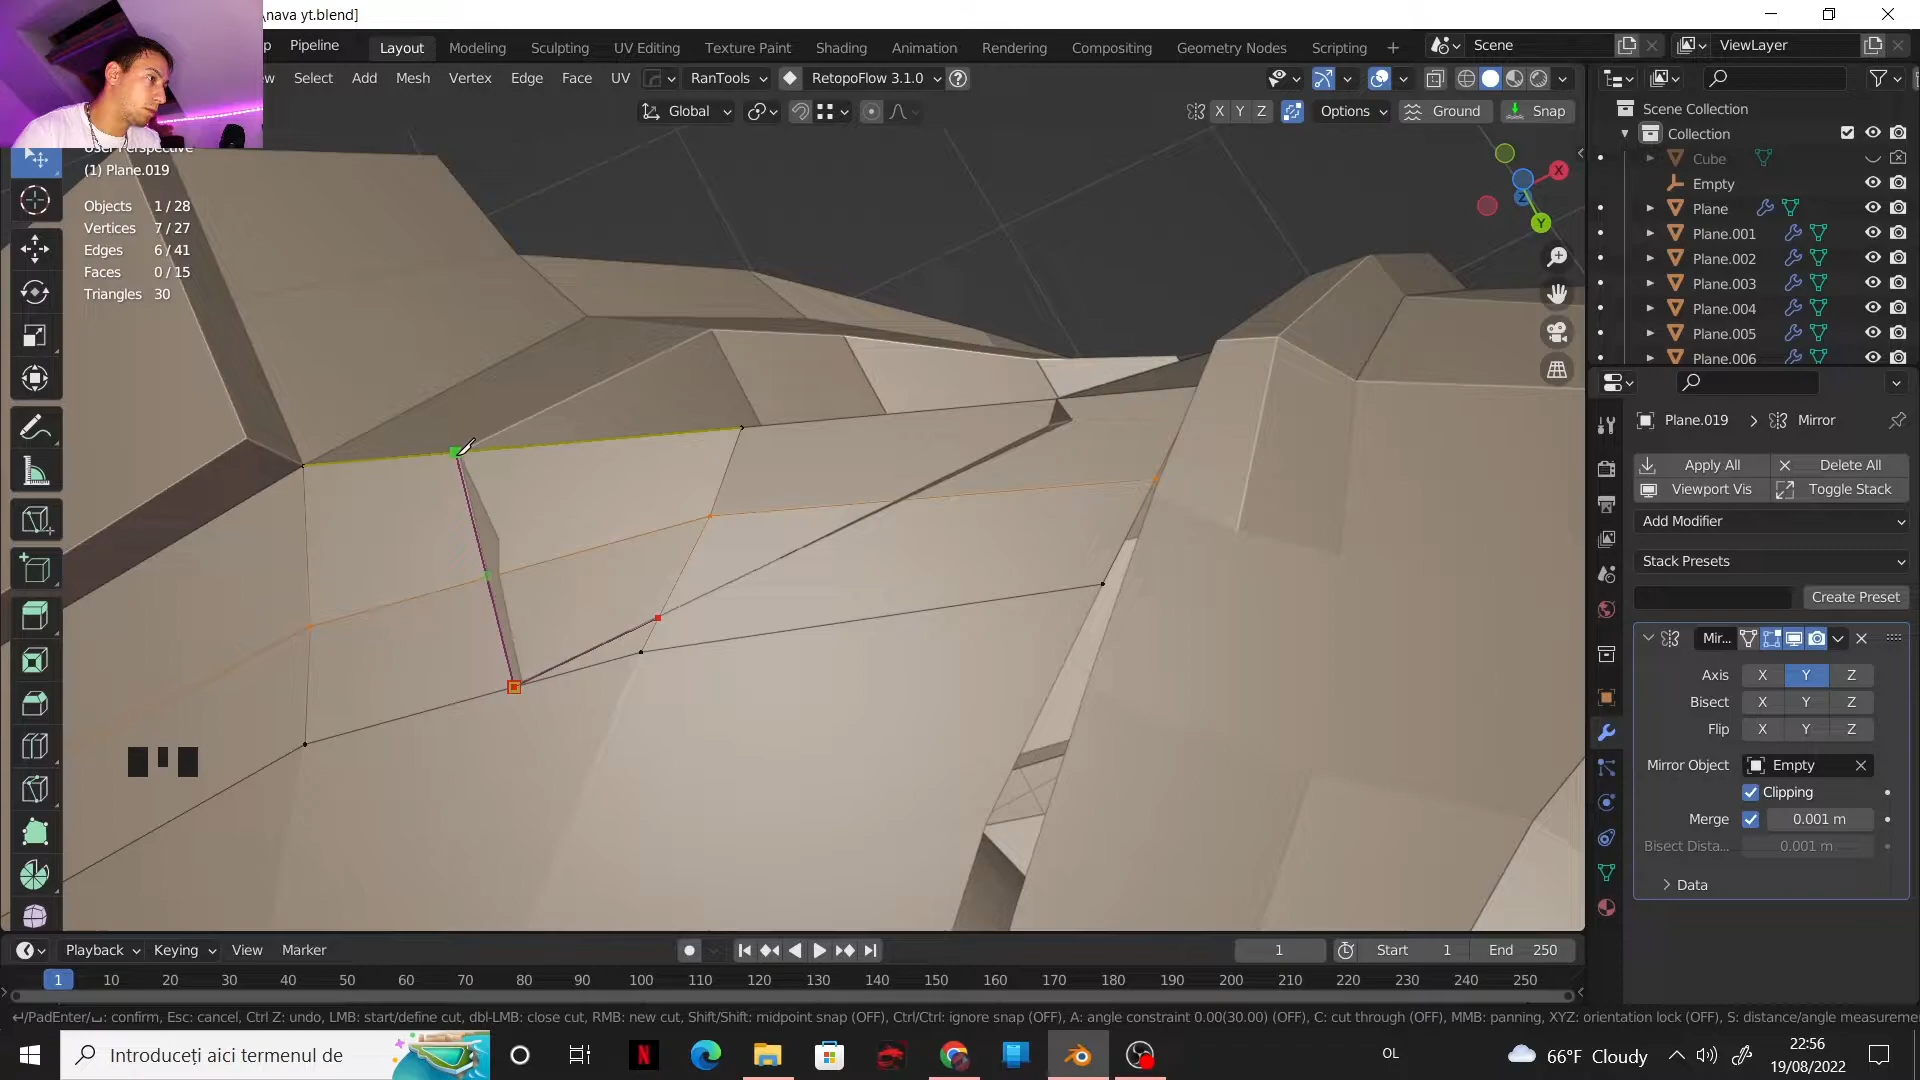 \nava yt.blend]
Pipeline
Layout Modeling Sculpting UV Editing Texture Paint Shading Animation Rendering Compositing Geometry Nodes Scripting +
Scene
ViewLayer
Select Add Mesh Vertex Edge Face UV RanTools RetopoFlow 3.1.0
Global
X Y Z Options Ground Snap
(1) Plane.019
Objects 1 / 28
Vertices 7 / 27
Edges 6 / 41
Faces 0 / 15
Triangles 30
X
Z
Y
Scene Collection
Collection
Cube
Empty
Plane
Plane.001
Plane.002
Plane.003
Plane.004
Plane.005
Plane.006
Plane.019 > Mirror
Apply All Delete All
Viewport Vis Toggle Stack
Add Modifier
Stack Presets
Create Preset
Mir...
Axis X Y Z
Bisect X Y Z
Flip X Y Z
Mirror Object Empty
Clipping
Merge 0.001 m
Bisect Dista... 0.001 m
Data
Playback Keying View Marker
1 Start 1 End 250
1 10 20 30 40 50 60 70 80 90 100 110 120 130 140 150 160 170 180 190 200 210 220 230 240 250
/PadEnter/: confirm, Esc: cancel, Ctrl Z: undo, LMB: start/define cut, dbl-LMB: close cut, RMB: new cut, Shift/Shift: midpoint snap (OFF), Ctrl/Ctrl: ignore snap (OFF), A: angle constraint 0.00(30.00) (OFF), C: cut through (OFF), MMB: panning, XYZ: orientation lock (OFF), S: distance/angle measureme
Introduceți aici termenul de
OL
66°F Cloudy
22:56
19/08/2022